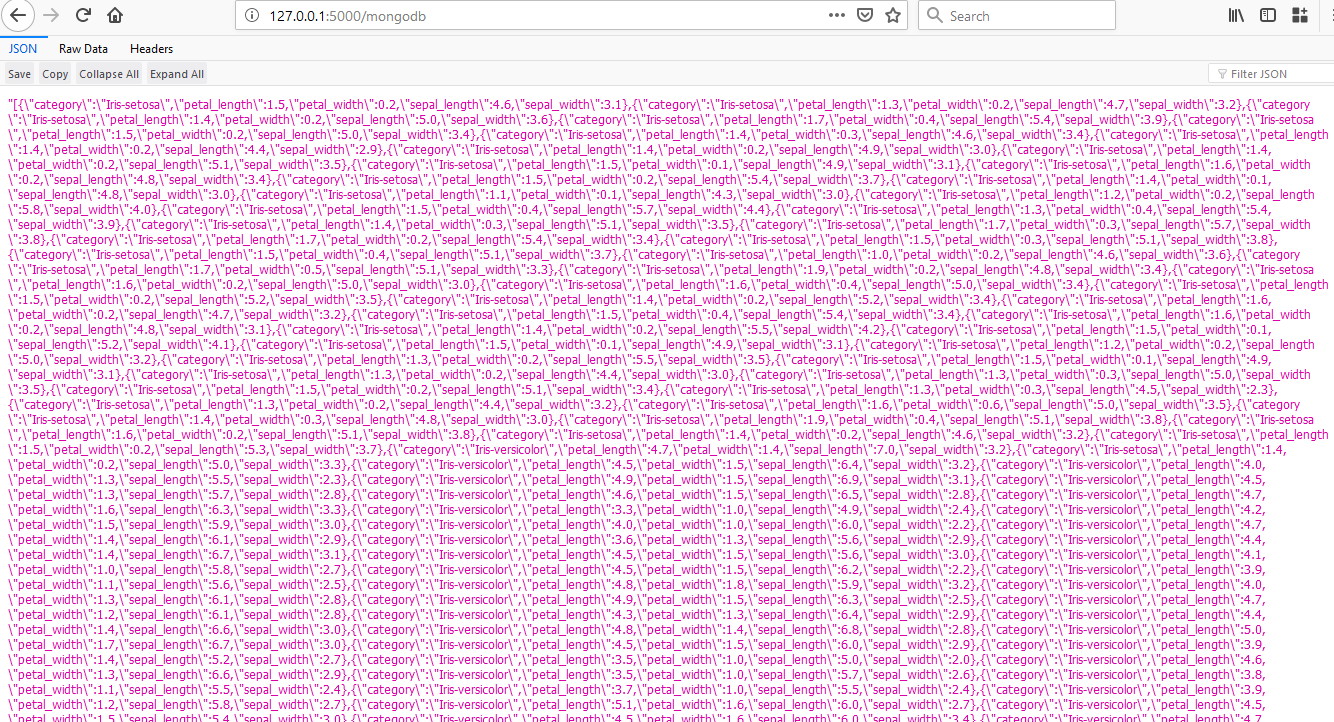 127.0.0.1:5000/mongodb
Search
JSON
Raw Data
Headers
Save
Copy
Collapse All
Expand All
Filter JSON
"[{\"category\":\"Iris-setosa\",\"petal_length\":1.5,\"petal_width\":0.2,\"sepal_length\":4.6,\"sepal_width\":3.1},{\"category\":\"Iris-setosa\",\"petal_length\":1.3,\"petal_width\":0.2,\"sepal_length\":4.7,\"sepal_width\":3.2},{\"category
\":\"Iris-setosa\",\"petal_length\":1.4,\"petal_width\":0.2,\"sepal_length\":5.0,\"sepal_width\":3.6},{\"category\":\"Iris-setosa\",\"petal_length\":1.7,\"petal_width\":0.4,\"sepal_length\":5.4,\"sepal_width\":3.9},{\"category\":\"Iris-setosa
\",\"petal_length\":1.5,\"petal_width\":0.2,\"sepal_length\":5.0,\"sepal_width\":3.4},{\"category\":\"Iris-setosa\",\"petal_length\":1.4,\"petal_width\":0.3,\"sepal_length\":4.6,\"sepal_width\":3.4},{\"category\":\"Iris-setosa\",\"petal_length
\":1.4,\"petal_width\":0.2,\"sepal_length\":4.4,\"sepal_width\":2.9},{\"category\":\"Iris-setosa\",\"petal_length\":1.4,\"petal_width\":0.2,\"sepal_length\":4.9,\"sepal_width\":3.0},{\"category\":\"Iris-setosa\",\"petal_length\":1.4,
\"petal_width\":0.2,\"sepal_length\":5.1,\"sepal_width\":3.5},{\"category\":\"Iris-setosa\",\"petal_length\":1.5,\"petal_width\":0.1,\"sepal_length\":4.9,\"sepal_width\":3.1},{\"category\":\"Iris-setosa\",\"petal_length\":1.6,\"petal_width
\":0.2,\"sepal_length\":4.8,\"sepal_width\":3.4},{\"category\":\"Iris-setosa\",\"petal_length\":1.5,\"petal_width\":0.2,\"sepal_length\":5.4,\"sepal_width\":3.7},{\"category\":\"Iris-setosa\",\"petal_length\":1.4,\"petal_width\":0.1,
\"sepal_length\":4.8,\"sepal_width\":3.0},{\"category\":\"Iris-setosa\",\"petal_length\":1.1,\"petal_width\":0.1,\"sepal_length\":4.3,\"sepal_width\":3.0},{\"category\":\"Iris-setosa\",\"petal_length\":1.2,\"petal_width\":0.2,\"sepal_length
\":5.8,\"sepal_width\":4.0},{\"category\":\"Iris-setosa\",\"petal_length\":1.5,\"petal_width\":0.4,\"sepal_length\":5.7,\"sepal_width\":4.4},{\"category\":\"Iris-setosa\",\"petal_length\":1.3,\"petal_width\":0.4,\"sepal_length\":5.4,
\"sepal_width\":3.9},{\"category\":\"Iris-setosa\",\"petal_length\":1.4,\"petal_width\":0.3,\"sepal_length\":5.1,\"sepal_width\":3.5},{\"category\":\"Iris-setosa\",\"petal_length\":1.7,\"petal_width\":0.3,\"sepal_length\":5.7,\"sepal_width
\":3.8},{\"category\":\"Iris-setosa\",\"petal_length\":1.7,\"petal_width\":0.2,\"sepal_length\":5.4,\"sepal_width\":3.4},{\"category\":\"Iris-setosa\",\"petal_length\":1.5,\"petal_width\":0.3,\"sepal_length\":5.1,\"sepal_width\":3.8},
{\"category\":\"Iris-setosa\",\"petal_length\":1.5,\"petal_width\":0.4,\"sepal_length\":5.1,\"sepal_width\":3.7},{\"category\":\"Iris-setosa\",\"petal_length\":1.0,\"petal_width\":0.2,\"sepal_length\":4.6,\"sepal_width\":3.6},{\"category
\":\"Iris-setosa\",\"petal_length\":1.7,\"petal_width\":0.5,\"sepal_length\":5.1,\"sepal_width\":3.3},{\"category\":\"Iris-setosa\",\"petal_length\":1.9,\"petal_width\":0.2,\"sepal_length\":4.8,\"sepal_width\":3.4},{\"category\":\"Iris-setosa
\",\"petal_length\":1.6,\"petal_width\":0.2,\"sepal_length\":5.0,\"sepal_width\":3.0},{\"category\":\"Iris-setosa\",\"petal_length\":1.6,\"petal_width\":0.4,\"sepal_length\":5.0,\"sepal_width\":3.4},{\"category\":\"Iris-setosa\",\"petal_length
\":1.5,\"petal_width\":0.2,\"sepal_length\":5.2,\"sepal_width\":3.5},{\"category\":\"Iris-setosa\",\"petal_length\":1.4,\"petal_width\":0.2,\"sepal_length\":5.2,\"sepal_width\":3.4},{\"category\":\"Iris-setosa\",\"petal_length\":1.6,
\"petal_width\":0.2,\"sepal_length\":4.7,\"sepal_width\":3.2},{\"category\":\"Iris-setosa\",\"petal_length\":1.5,\"petal_width\":0.4,\"sepal_length\":5.4,\"sepal_width\":3.4},{\"category\":\"Iris-setosa\",\"petal_length\":1.6,\"petal_width
\":0.2,\"sepal_length\":4.8,\"sepal_width\":3.1},{\"category\":\"Iris-setosa\",\"petal_length\":1.4,\"petal_width\":0.2,\"sepal_length\":5.5,\"sepal_width\":4.2},{\"category\":\"Iris-setosa\",\"petal_length\":1.5,\"petal_width\":0.1,
\"sepal_length\":5.2,\"sepal_width\":4.1},{\"category\":\"Iris-setosa\",\"petal_length\":1.5,\"petal_width\":0.1,\"sepal_length\":4.9,\"sepal_width\":3.1},{\"category\":\"Iris-setosa\",\"petal_length\":1.2,\"petal_width\":0.2,\"sepal_length
\":5.0,\"sepal_width\":3.2},{\"category\":\"Iris-setosa\",\"petal_length\":1.3,\"petal_width\":0.2,\"sepal_length\":5.5,\"sepal_width\":3.5},{\"category\":\"Iris-setosa\",\"petal_length\":1.5,\"petal_width\":0.1,\"sepal_length\":4.9,
\"sepal_width\":3.1},{\"category\":\"Iris-setosa\",\"petal_length\":1.3,\"petal_width\":0.2,\"sepal_length\":4.4,\"sepal_width\":3.0},{\"category\":\"Iris-setosa\",\"petal_length\":1.3,\"petal_width\":0.3,\"sepal_length\":5.0,\"sepal_width
\":3.5},{\"category\":\"Iris-setosa\",\"petal_length\":1.5,\"petal_width\":0.2,\"sepal_length\":5.1,\"sepal_width\":3.4},{\"category\":\"Iris-setosa\",\"petal_length\":1.3,\"petal_width\":0.3,\"sepal_length\":4.5,\"sepal_width\":2.3},
{\"category\":\"Iris-setosa\",\"petal_length\":1.3,\"petal_width\":0.2,\"sepal_length\":4.4,\"sepal_width\":3.2},{\"category\":\"Iris-setosa\",\"petal_length\":1.6,\"petal_width\":0.6,\"sepal_length\":5.0,\"sepal_width\":3.5},{\"category
\":\"Iris-setosa\",\"petal_length\":1.4,\"petal_width\":0.3,\"sepal_length\":4.8,\"sepal_width\":3.0},{\"category\":\"Iris-setosa\",\"petal_length\":1.9,\"petal_width\":0.4,\"sepal_length\":5.1,\"sepal_width\":3.8},{\"category\":\"Iris-setosa
\",\"petal_length\":1.6,\"petal_width\":0.2,\"sepal_length\":5.1,\"sepal_width\":3.8},{\"category\":\"Iris-setosa\",\"petal_length\":1.4,\"petal_width\":0.2,\"sepal_length\":4.6,\"sepal_width\":3.2},{\"category\":\"Iris-setosa\",\"petal_length
\":1.5,\"petal_width\":0.2,\"sepal_length\":5.3,\"sepal_width\":3.7},{\"category\":\"Iris-versicolor\",\"petal_length\":4.7,\"petal_width\":1.4,\"sepal_length\":7.0,\"sepal_width\":3.2},{\"category\":\"Iris-setosa\",\"petal_length\":1.4,
\"petal_width\":0.2,\"sepal_length\":5.0,\"sepal_width\":3.3},{\"category\":\"Iris-versicolor\",\"petal_length\":4.5,\"petal_width\":1.5,\"sepal_length\":6.4,\"sepal_width\":3.2},{\"category\":\"Iris-versicolor\",\"petal_length\":4.0,
\"petal_width\":1.3,\"sepal_length\":5.5,\"sepal_width\":2.3},{\"category\":\"Iris-versicolor\",\"petal_length\":4.9,\"petal_width\":1.5,\"sepal_length\":6.9,\"sepal_width\":3.1},{\"category\":\"Iris-versicolor\",\"petal_length\":4.5,
\"petal_width\":1.3,\"sepal_length\":5.7,\"sepal_width\":2.8},{\"category\":\"Iris-versicolor\",\"petal_length\":4.6,\"petal_width\":1.5,\"sepal_length\":6.5,\"sepal_width\":2.8},{\"category\":\"Iris-versicolor\",\"petal_length\":4.7,
\"petal_width\":1.6,\"sepal_length\":6.3,\"sepal_width\":3.3},{\"category\":\"Iris-versicolor\",\"petal_length\":3.3,\"petal_width\":1.0,\"sepal_length\":4.9,\"sepal_width\":2.4},{\"category\":\"Iris-versicolor\",\"petal_length\":4.2,
\"petal_width\":1.5,\"sepal_length\":5.9,\"sepal_width\":3.0},{\"category\":\"Iris-versicolor\",\"petal_length\":4.0,\"petal_width\":1.0,\"sepal_length\":6.0,\"sepal_width\":2.2},{\"category\":\"Iris-versicolor\",\"petal_length\":4.7,
\"petal_width\":1.4,\"sepal_length\":6.1,\"sepal_width\":2.9},{\"category\":\"Iris-versicolor\",\"petal_length\":3.6,\"petal_width\":1.3,\"sepal_length\":5.6,\"sepal_width\":2.9},{\"category\":\"Iris-versicolor\",\"petal_length\":4.4,
\"petal_width\":1.4,\"sepal_length\":6.7,\"sepal_width\":3.1},{\"category\":\"Iris-versicolor\",\"petal_length\":4.5,\"petal_width\":1.5,\"sepal_length\":5.6,\"sepal_width\":3.0},{\"category\":\"Iris-versicolor\",\"petal_length\":4.1,
\"petal_width\":1.0,\"sepal_length\":5.8,\"sepal_width\":2.7},{\"category\":\"Iris-versicolor\",\"petal_length\":4.5,\"petal_width\":1.5,\"sepal_length\":6.2,\"sepal_width\":2.2},{\"category\":\"Iris-versicolor\",\"petal_length\":3.9,
\"petal_width\":1.1,\"sepal_length\":5.6,\"sepal_width\":2.5},{\"category\":\"Iris-versicolor\",\"petal_length\":4.8,\"petal_width\":1.8,\"sepal_length\":5.9,\"sepal_width\":3.2},{\"category\":\"Iris-versicolor\",\"petal_length\":4.0,
\"petal_width\":1.3,\"sepal_length\":6.1,\"sepal_width\":2.8},{\"category\":\"Iris-versicolor\",\"petal_length\":4.9,\"petal_width\":1.5,\"sepal_length\":6.3,\"sepal_width\":2.5},{\"category\":\"Iris-versicolor\",\"petal_length\":4.7,
\"petal_width\":1.2,\"sepal_length\":6.1,\"sepal_width\":2.8},{\"category\":\"Iris-versicolor\",\"petal_length\":4.3,\"petal_width\":1.3,\"sepal_length\":6.4,\"sepal_width\":2.9},{\"category\":\"Iris-versicolor\",\"petal_length\":4.4,
\"petal_width\":1.4,\"sepal_length\":6.6,\"sepal_width\":3.0},{\"category\":\"Iris-versicolor\",\"petal_length\":4.8,\"petal_width\":1.4,\"sepal_length\":6.8,\"sepal_width\":2.8},{\"category\":\"Iris-versicolor\",\"petal_length\":5.0,
\"petal_width\":1.7,\"sepal_length\":6.7,\"sepal_width\":3.0},{\"category\":\"Iris-versicolor\",\"petal_length\":4.5,\"petal_width\":1.5,\"sepal_length\":6.0,\"sepal_width\":2.9},{\"category\":\"Iris-versicolor\",\"petal_length\":3.9,
\"petal_width\":1.4,\"sepal_length\":5.2,\"sepal_width\":2.7},{\"category\":\"Iris-versicolor\",\"petal_length\":3.5,\"petal_width\":1.0,\"sepal_length\":5.0,\"sepal_width\":2.0},{\"category\":\"Iris-versicolor\",\"petal_length\":4.6,
\"petal_width\":1.3,\"sepal_length\":6.6,\"sepal_width\":2.9},{\"category\":\"Iris-versicolor\",\"petal_length\":3.5,\"petal_width\":1.0,\"sepal_length\":5.7,\"sepal_width\":2.6},{\"category\":\"Iris-versicolor\",\"petal_length\":3.8,
\"petal_width\":1.1,\"sepal_length\":5.5,\"sepal_width\":2.4},{\"category\":\"Iris-versicolor\",\"petal_length\":3.7,\"petal_width\":1.0,\"sepal_length\":5.5,\"sepal_width\":2.4},{\"category\":\"Iris-versicolor\",\"petal_length\":3.9,
\"petal_width\":1.2,\"sepal_length\":5.8,\"sepal_width\":2.7},{\"category\":\"Iris-versicolor\",\"petal_length\":5.1,\"petal_width\":1.6,\"sepal_length\":6.0,\"sepal_width\":2.7},{\"category\":\"Iris-versicolor\",\"petal_length\":4.5,
\"petal_width\":1.5,\"sepal_length\":5.4,\"sepal_width\":3.0},{\"category\":\"Iris-versicolor\",\"petal_length\":4.5,\"petal_width\":1.6,\"sepal_length\":6.0,\"sepal_width\":3.4},{\"category\":\"Iris-versicolor\",\"petal_length\":4.7,